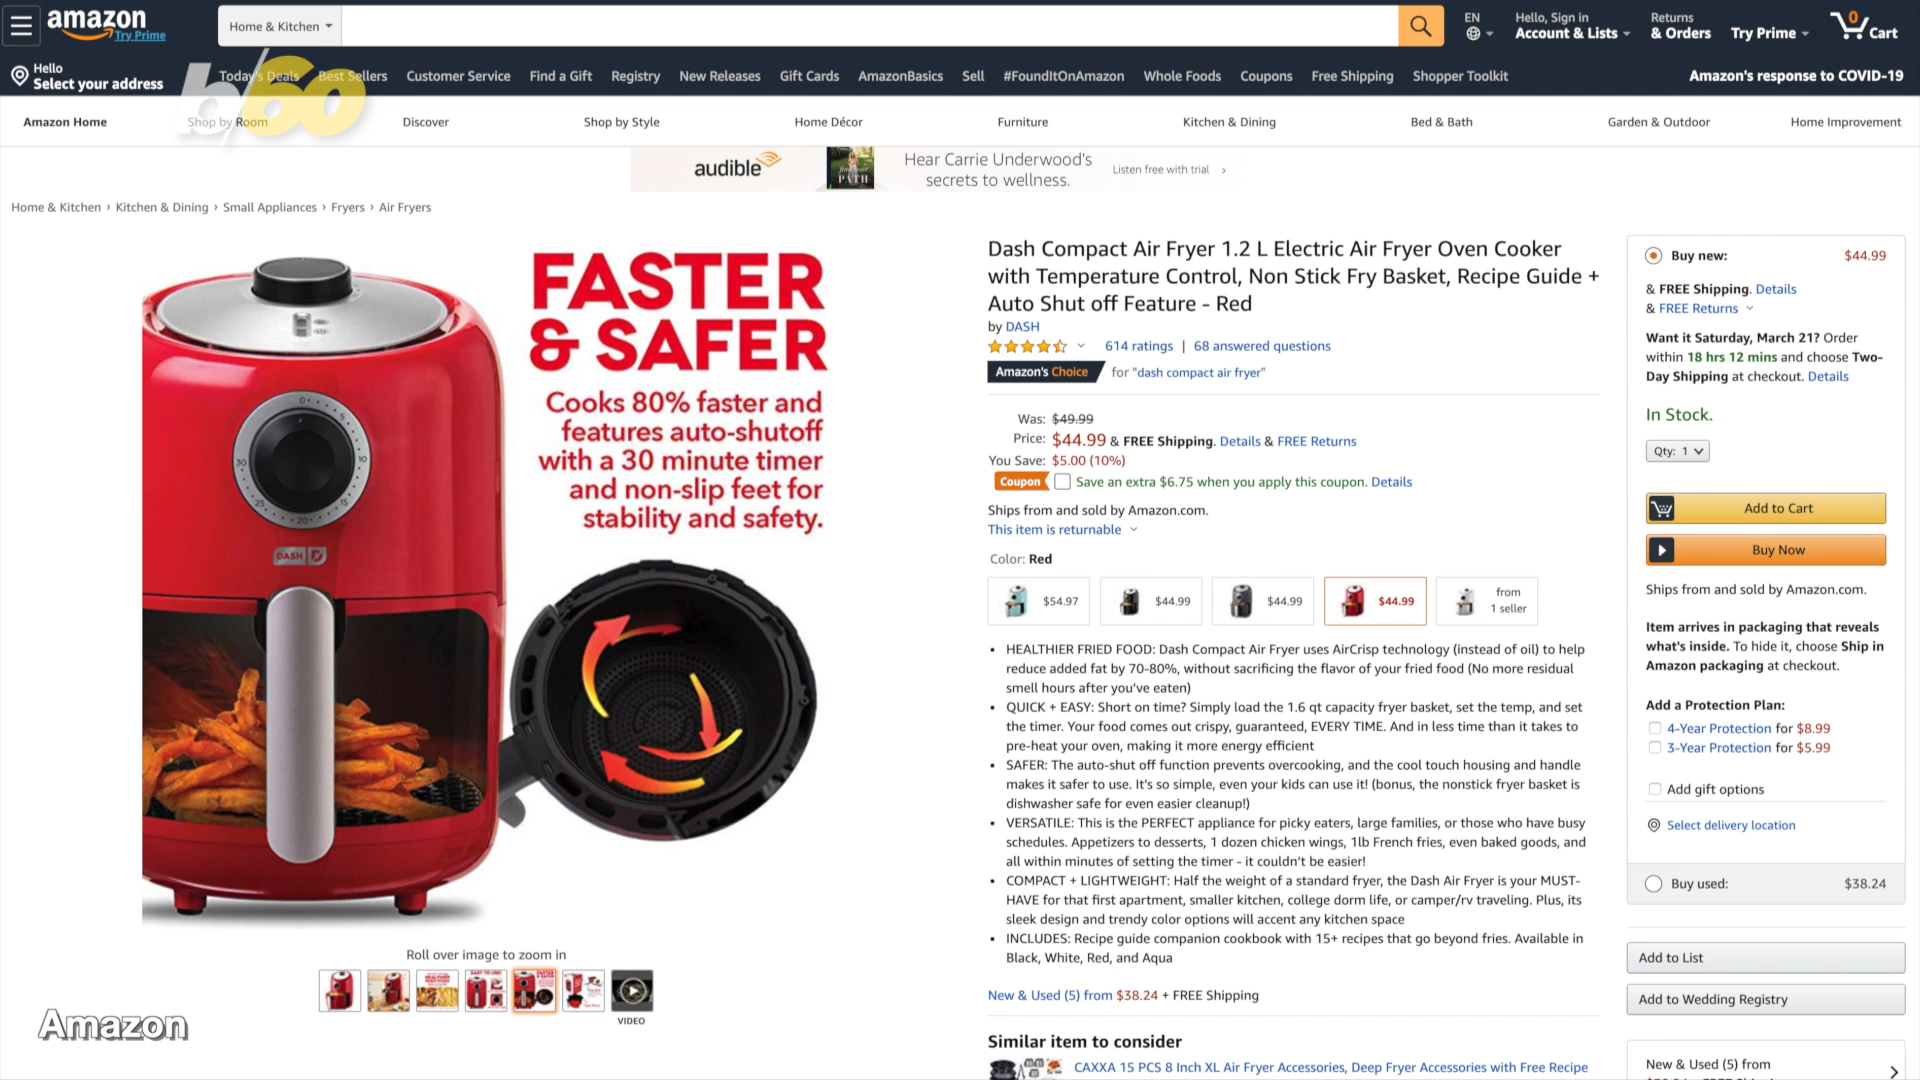 amazon
Try Prime
Home & Kitchen
EN
Hello, Sign in
Account & Lists
Returns
& Orders
Try Prime
0
Cart
Hello
Select your address
b/60
Today's Deals
Best Sellers
Customer Service
Find a Gift
Registry
New Releases
Gift Cards
AmazonBasics
Sell
#FoundItOnAmazon
Whole Foods
Coupons
Free Shipping
Shopper Toolkit
Amazon's response to COVID-19
Amazon Home
Shop by Room
Discover
Shop by Style
Home Décor
Furniture
Kitchen & Dining
Bed & Bath
Garden & Outdoor
Home Improvement
audible
PATH
Hear Carrie Underwood's
secrets to wellness.
Listen free with trial ›
Home & Kitchen › Kitchen & Dining › Small Appliances › Fryers › Air Fryers
FASTER
& SAFER
Cooks 80% faster and
features auto-shutoff
with a 30 minute timer
and non-slip feet for
stability and safety.
0
5
10
15
20
25
30
DASH D
Roll over image to zoom in
VIDEO
Amazon
Dash Compact Air Fryer 1.2 L Electric Air Fryer Oven Cooker
with Temperature Control, Non Stick Fry Basket, Recipe Guide +
Auto Shut off Feature - Red
by DASH
614 ratings | 68 answered questions
Amazon's Choice for "dash compact air fryer"
Was: $49.99
Price: $44.99 & FREE Shipping. Details & FREE Returns
You Save: $5.00 (10%)
Coupon Save an extra $6.75 when you apply this coupon. Details
Ships from and sold by Amazon.com.
This item is returnable
Color: Red
$54.97
$44.99
$44.99
$44.99
from
1 seller
• HEALTHIER FRIED FOOD: Dash Compact Air Fryer uses AirCrisp technology (instead of oil) to help
reduce added fat by 70-80%, without sacrificing the flavor of your fried food (No more residual
smell hours after you've eaten)
• QUICK + EASY: Short on time? Simply load the 1.6 qt capacity fryer basket, set the temp, and set
the timer. Your food comes out crispy, guaranteed, EVERY TIME. And in less time than it takes to
pre-heat your oven, making it more energy efficient
• SAFER: The auto-shut off function prevents overcooking, and the cool touch housing and handle
makes it safer to use. It's so simple, even your kids can use it! (bonus, the nonstick fryer basket is
dishwasher safe for even easier cleanup!)
• VERSATILE: This is the PERFECT appliance for picky eaters, large families, or those who have busy
schedules. Appetizers to desserts, 1 dozen chicken wings, 1lb French fries, even baked goods, and
all within minutes of setting the timer - it couldn't be easier!
• COMPACT + LIGHTWEIGHT: Half the weight of a standard fryer, the Dash Air Fryer is your MUST-
HAVE for that first apartment, smaller kitchen, college dorm life, or camper/rv traveling. Plus, its
sleek design and trendy color options will accent any kitchen space
• INCLUDES: Recipe guide companion cookbook with 15+ recipes that go beyond fries. Available in
Black, White, Red, and Aqua
New & Used (5) from $38.24 + FREE Shipping
Similar item to consider
CAXXA 15 PCS 8 Inch XL Air Fryer Accessories, Deep Fryer Accessories with Free Recipe
Buy new: $44.99
& FREE Shipping. Details
& FREE Returns
Want it Saturday, March 21? Order
within 18 hrs 12 mins and choose Two-
Day Shipping at checkout. Details
In Stock.
Qty: 1
Add to Cart
Buy Now
Ships from and sold by Amazon.com.
Item arrives in packaging that reveals
what's inside. To hide it, choose Ship in
Amazon packaging at checkout.
Add a Protection Plan:
4-Year Protection for $8.99
3-Year Protection for $5.99
Add gift options
Select delivery location
Buy used: $38.24
Add to List
Add to Wedding Registry
New & Used (5) from